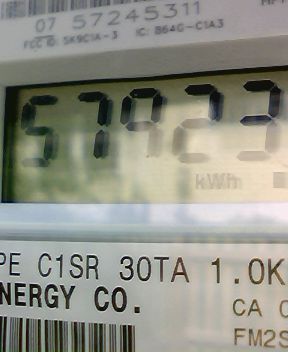 07 57245311
FCC ID: SK9C1A-3 IC: 864G-C1A3
57923
kWh
PE C1SR 30TA 1.0K
NERGY CO.
CA 0
FM2S